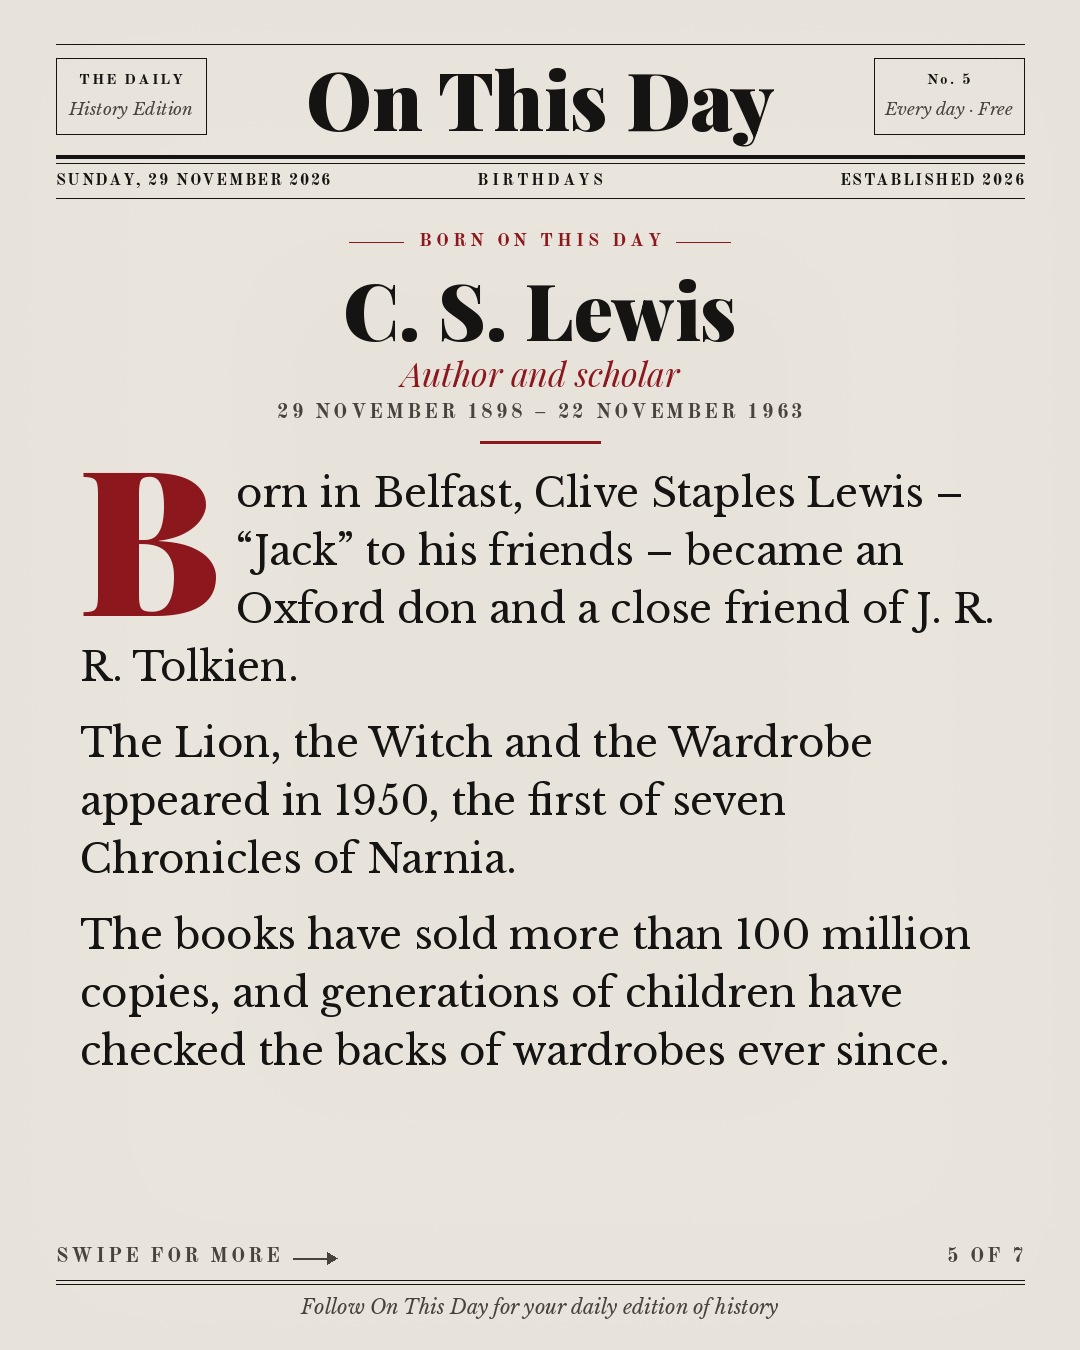 THE DAILY
History Edition
On This Day
No. 5
Every day · Free
SUNDAY, 29 NOVEMBER 2026
BIRTHDAYS
ESTABLISHED 2026
BORN ON THIS DAY
C. S. Lewis
Author and scholar
29 NOVEMBER 1898 – 22 NOVEMBER 1963
Born in Belfast, Clive Staples Lewis –
“Jack” to his friends – became an
Oxford don and a close friend of J. R.
R. Tolkien.
The Lion, the Witch and the Wardrobe
appeared in 1950, the first of seven
Chronicles of Narnia.
The books have sold more than 100 million
copies, and generations of children have
checked the backs of wardrobes ever since.
SWIPE FOR MORE
5 OF 7
Follow On This Day for your daily edition of history